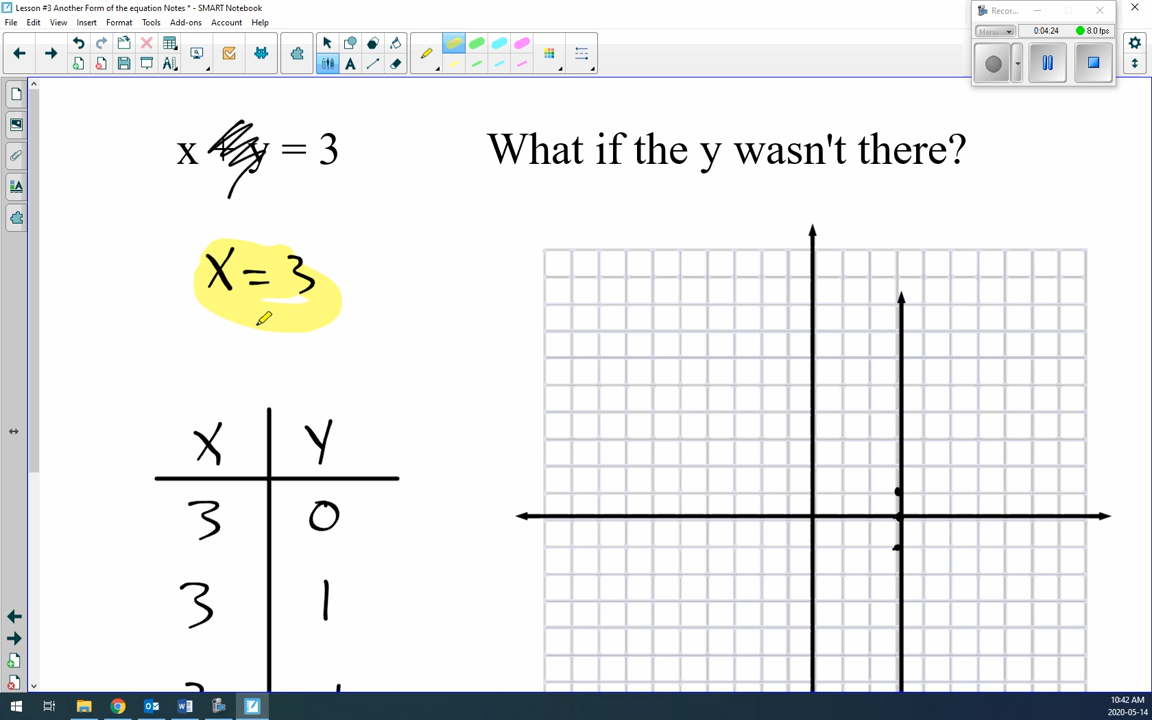 Lesson #3 Another Form of the equation Notes * - SMART Notebook
Recor...
File Edit View Insert Format Tools Add-ons Account Help
Menu
0:04:24
8.0 fps
What if the y wasn't there?
x + y = 3
X = 3
X Y
3 0
3 1
10:42 AM
2020-05-14